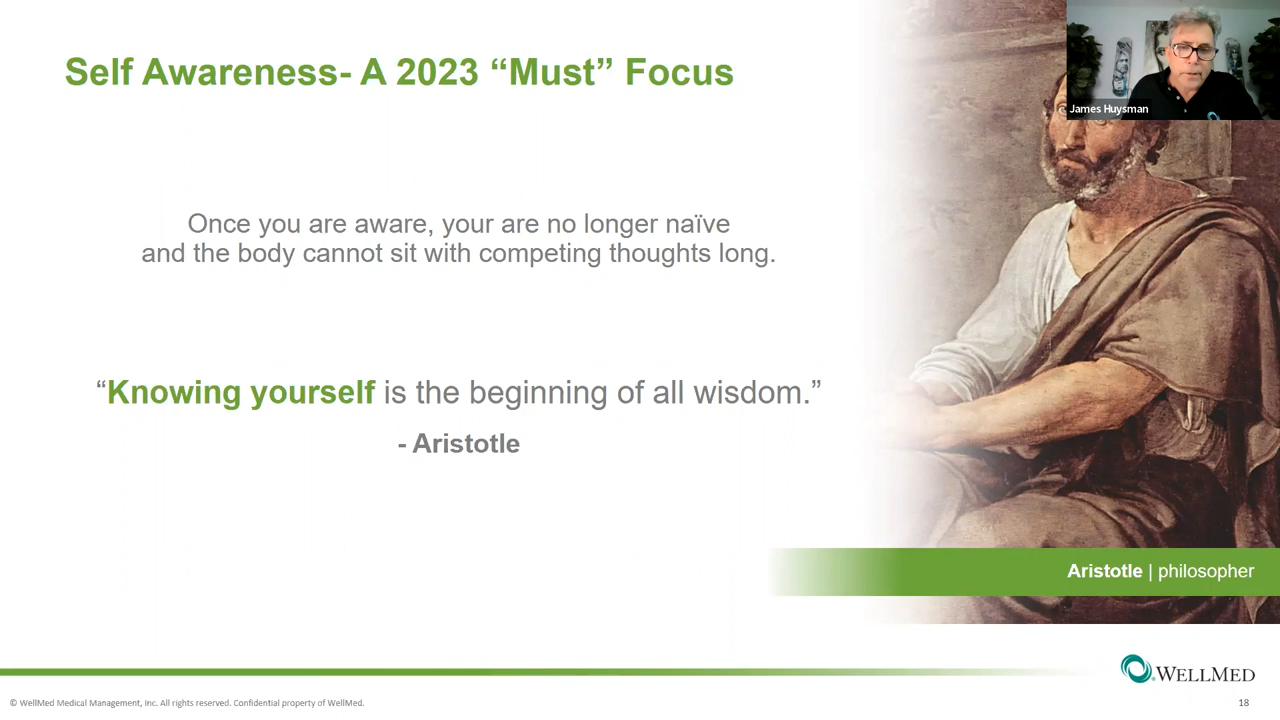 Self Awareness- A 2023 “Must” Focus
James Huysman
Once you are aware, your are no longer naïve
and the body cannot sit with competing thoughts long.
“Knowing yourself is the beginning of all wisdom.”
- Aristotle
Aristotle | philosopher
WELLMED
© WellMed Medical Management, Inc. All rights reserved. Confidential property of WellMed.
18